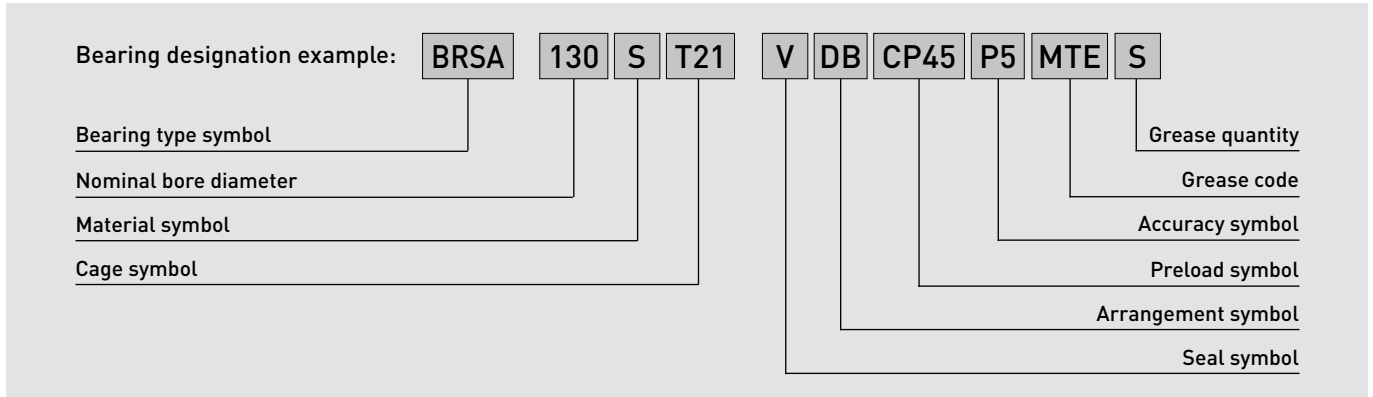 Bearing designation example: BRSA 130 S T21 V DB CP45 P5 MTE S
Bearing type symbol
Grease quantity
Nominal bore diameter
Grease code
Material symbol
Accuracy symbol
Cage symbol
Preload symbol
Arrangement symbol
Seal symbol